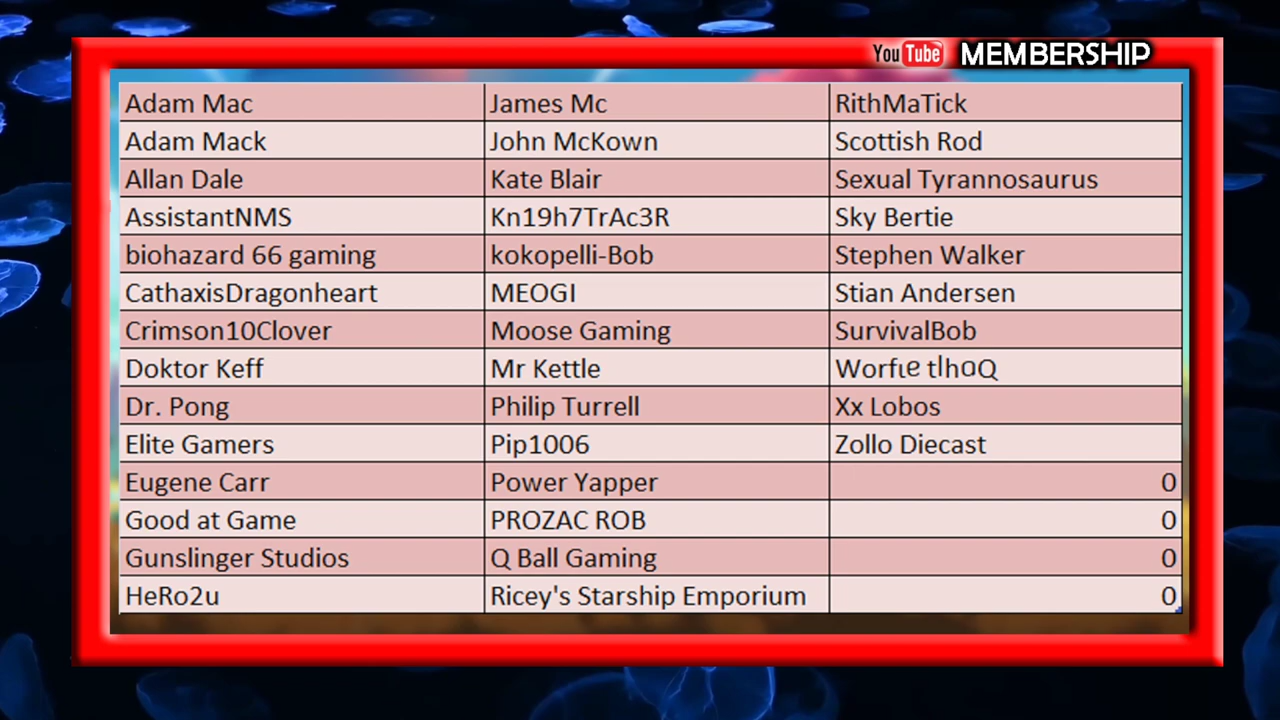 YouTube MEMBERSHIP
Adam Mac James Mc RithMaTick
Adam Mack John McKown Scottish Rod
Allan Dale Kate Blair Sexual Tyrannosaurus
AssistantNMS Kn19h7TrAc3R Sky Bertie
biohazard 66 gaming kokopelli-Bob Stephen Walker
CathaxisDragonheart MEOGI Stian Andersen
Crimson10Clover Moose Gaming SurvivalBob
Doktor Keff Mr Kettle Worfιҽ tlhαQ
Dr. Pong Philip Turrell Xx Lobos
Elite Gamers Pip1006 Zollo Diecast
Eugene Carr Power Yapper 0
Good at Game PROZAC ROB 0
Gunslinger Studios Q Ball Gaming 0
HeRo2u Ricey's Starship Emporium 0